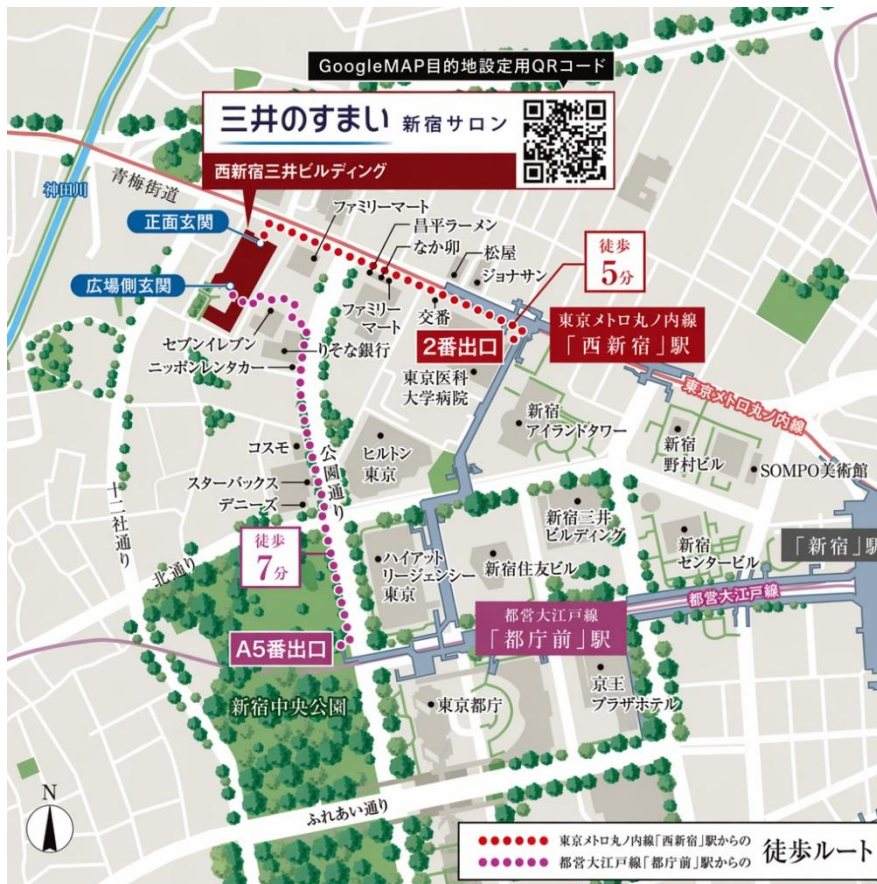 GoogleMAP目的地設定用QRコード
三井のすまい 新宿サロン
西新宿三井ビルディング
神田川
青梅街道
正面玄関
広場側玄関
ファミリーマート
昌平ラーメン
なか卯
松屋
ジョナサン
徒歩
5分
ファミリー
マート
交番
2番出口
東京メトロ丸ノ内線
「西新宿」駅
セブンイレブン
りそな銀行
ニッポンレンタカー
東京医科
大学病院
東京メトロ丸ノ内線
新宿
アイランドタワー
新宿
野村ビル
SOMPO美術館
コスモ
公園通り
ヒルトン
東京
スターバックス
デニーズ
十二社通り
北通り
徒歩
7分
ハイアット
リージェンシー
東京
新宿三井
ビルディング
新宿住友ビル
新宿
センタービル
「新宿」駅
都営大江戸線
都営大江戸線
「都庁前」駅
A5番出口
新宿中央公園
東京都庁
京王
プラザホテル
ふれあい通り
N
東京メトロ丸ノ内線「西新宿」駅からの
都営大江戸線「都庁前」駅からの
徒歩ルート